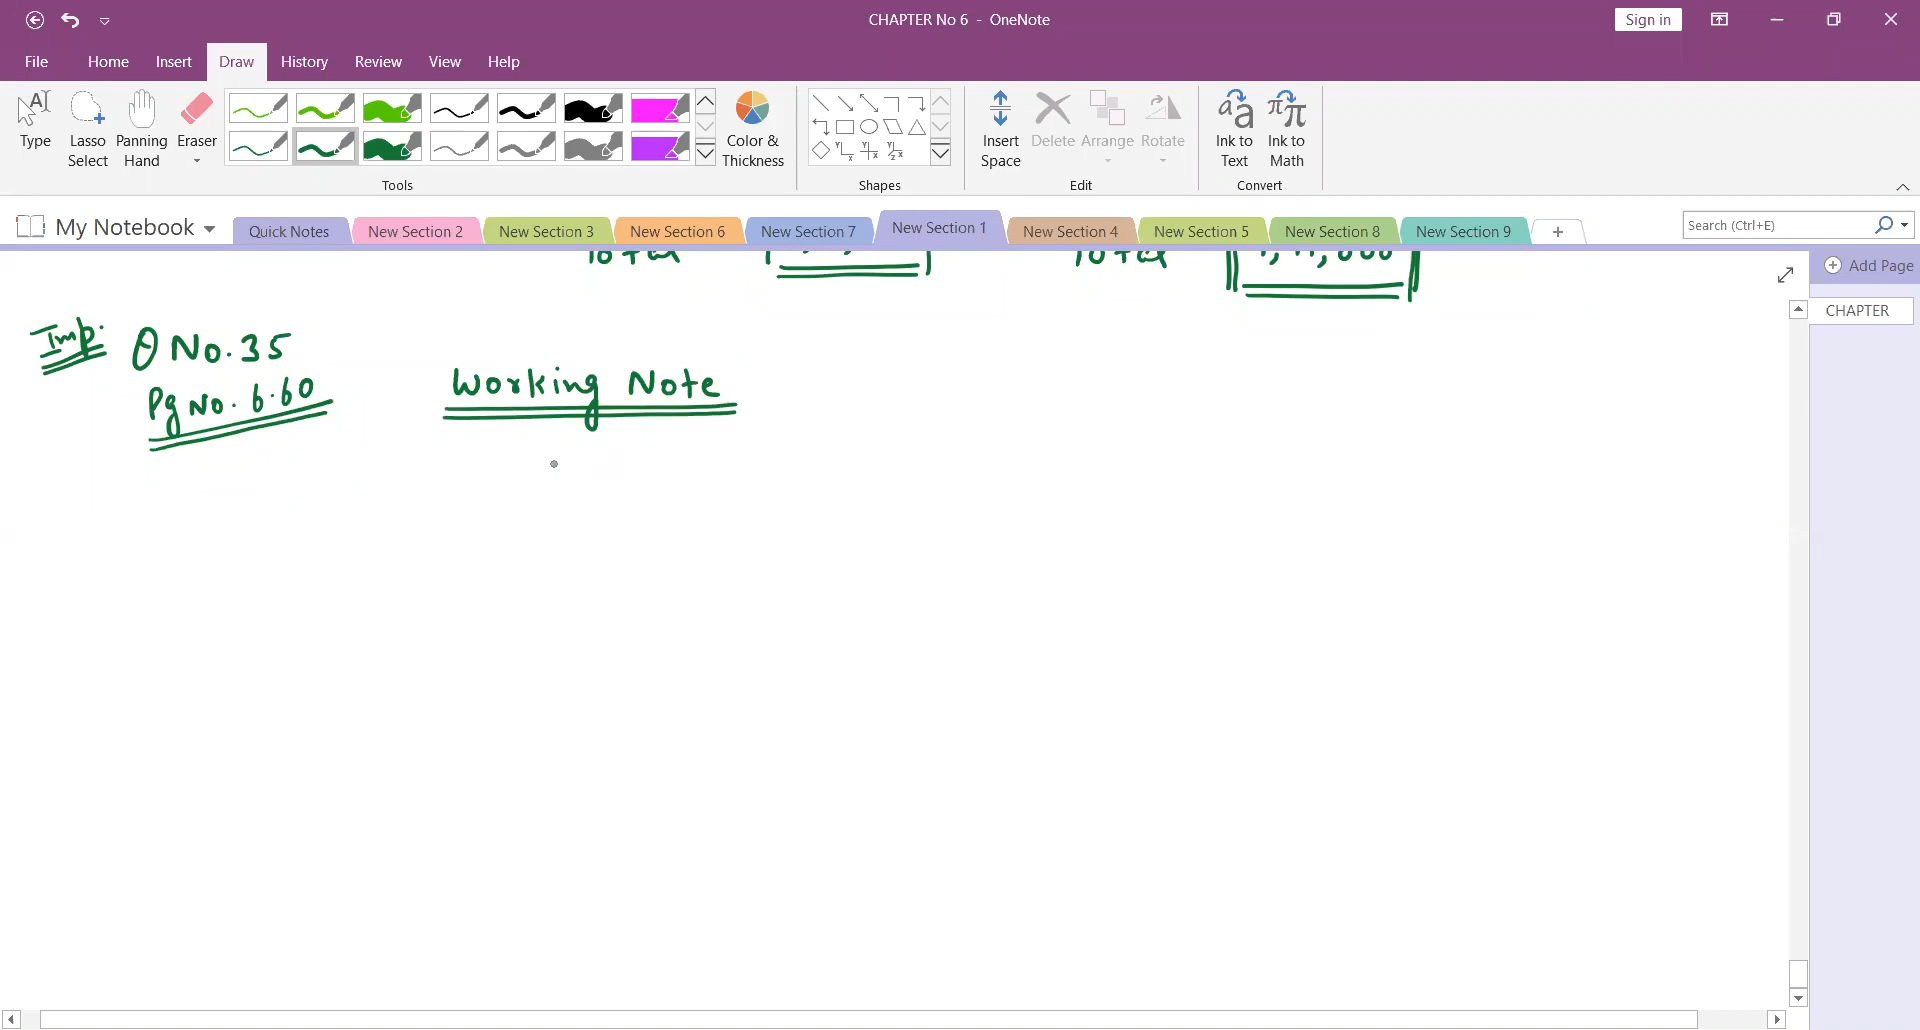 CHAPTER No 6 - OneNote
Sign in
File Home Insert Draw History Review View Help
Type
Lasso Select
Panning Hand
Eraser
Color & Thickness
Insert Space
Delete
Arrange
Rotate
Ink to Text
Ink to Math
Tools
Shapes
Edit
Convert
My Notebook
Quick Notes
New Section 2
New Section 3
New Section 6
New Section 7
New Section 1
New Section 4
New Section 5
New Section 8
New Section 9
Search (Ctrl+E)
Add Page
CHAPTER
Total
Total
Imp.
Q No. 35
Pg No. 6.60
Working Note